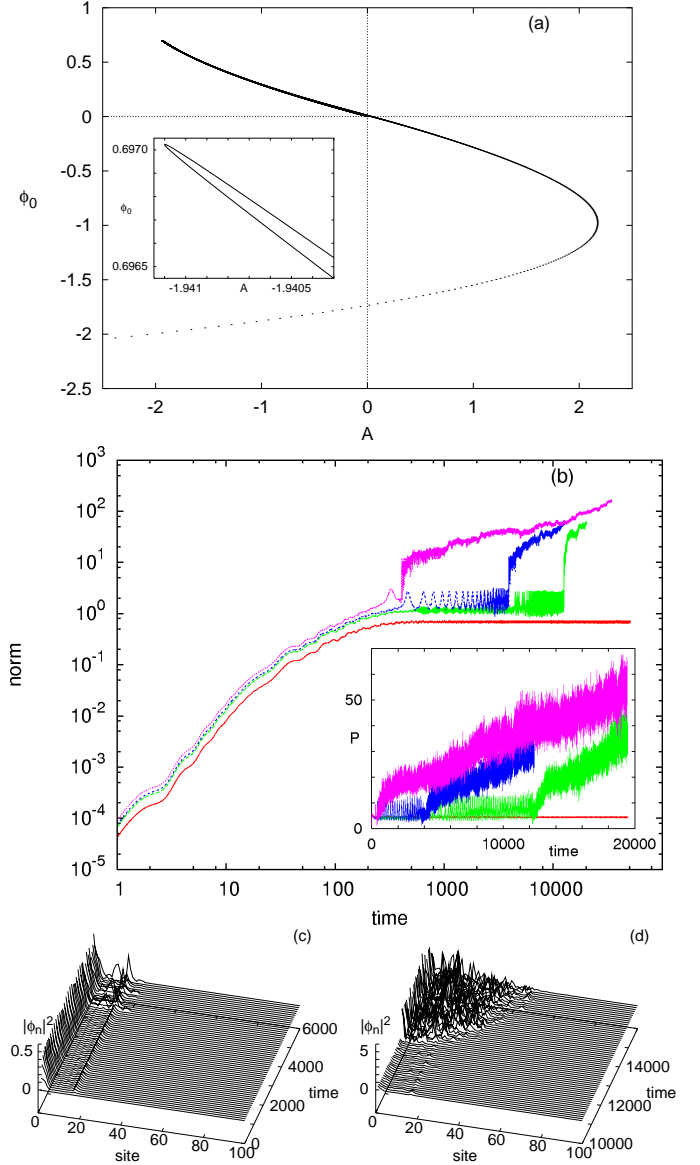 (a)
1
0.5
0
-0.5
-1
-1.5
-2
-2.5
ϕ0
0.6970
ϕ0
0.6965
-1.941 A -1.9405
-2 -1 0 1 2
A
(b)
10^3
10^2
10^1
10^0
10^-1
10^-2
10^-3
10^-4
10^-5
norm
50
P
0
0 10000 time 20000
1 10 100 1000 10000
time
(c)
|ϕn|^2
0.5
0
0 20 40 60 80 100
site
0 2000 4000 6000
time
(d)
|ϕn|^2
5
0
0 20 40 60 80 100
site
10000 12000 14000
time